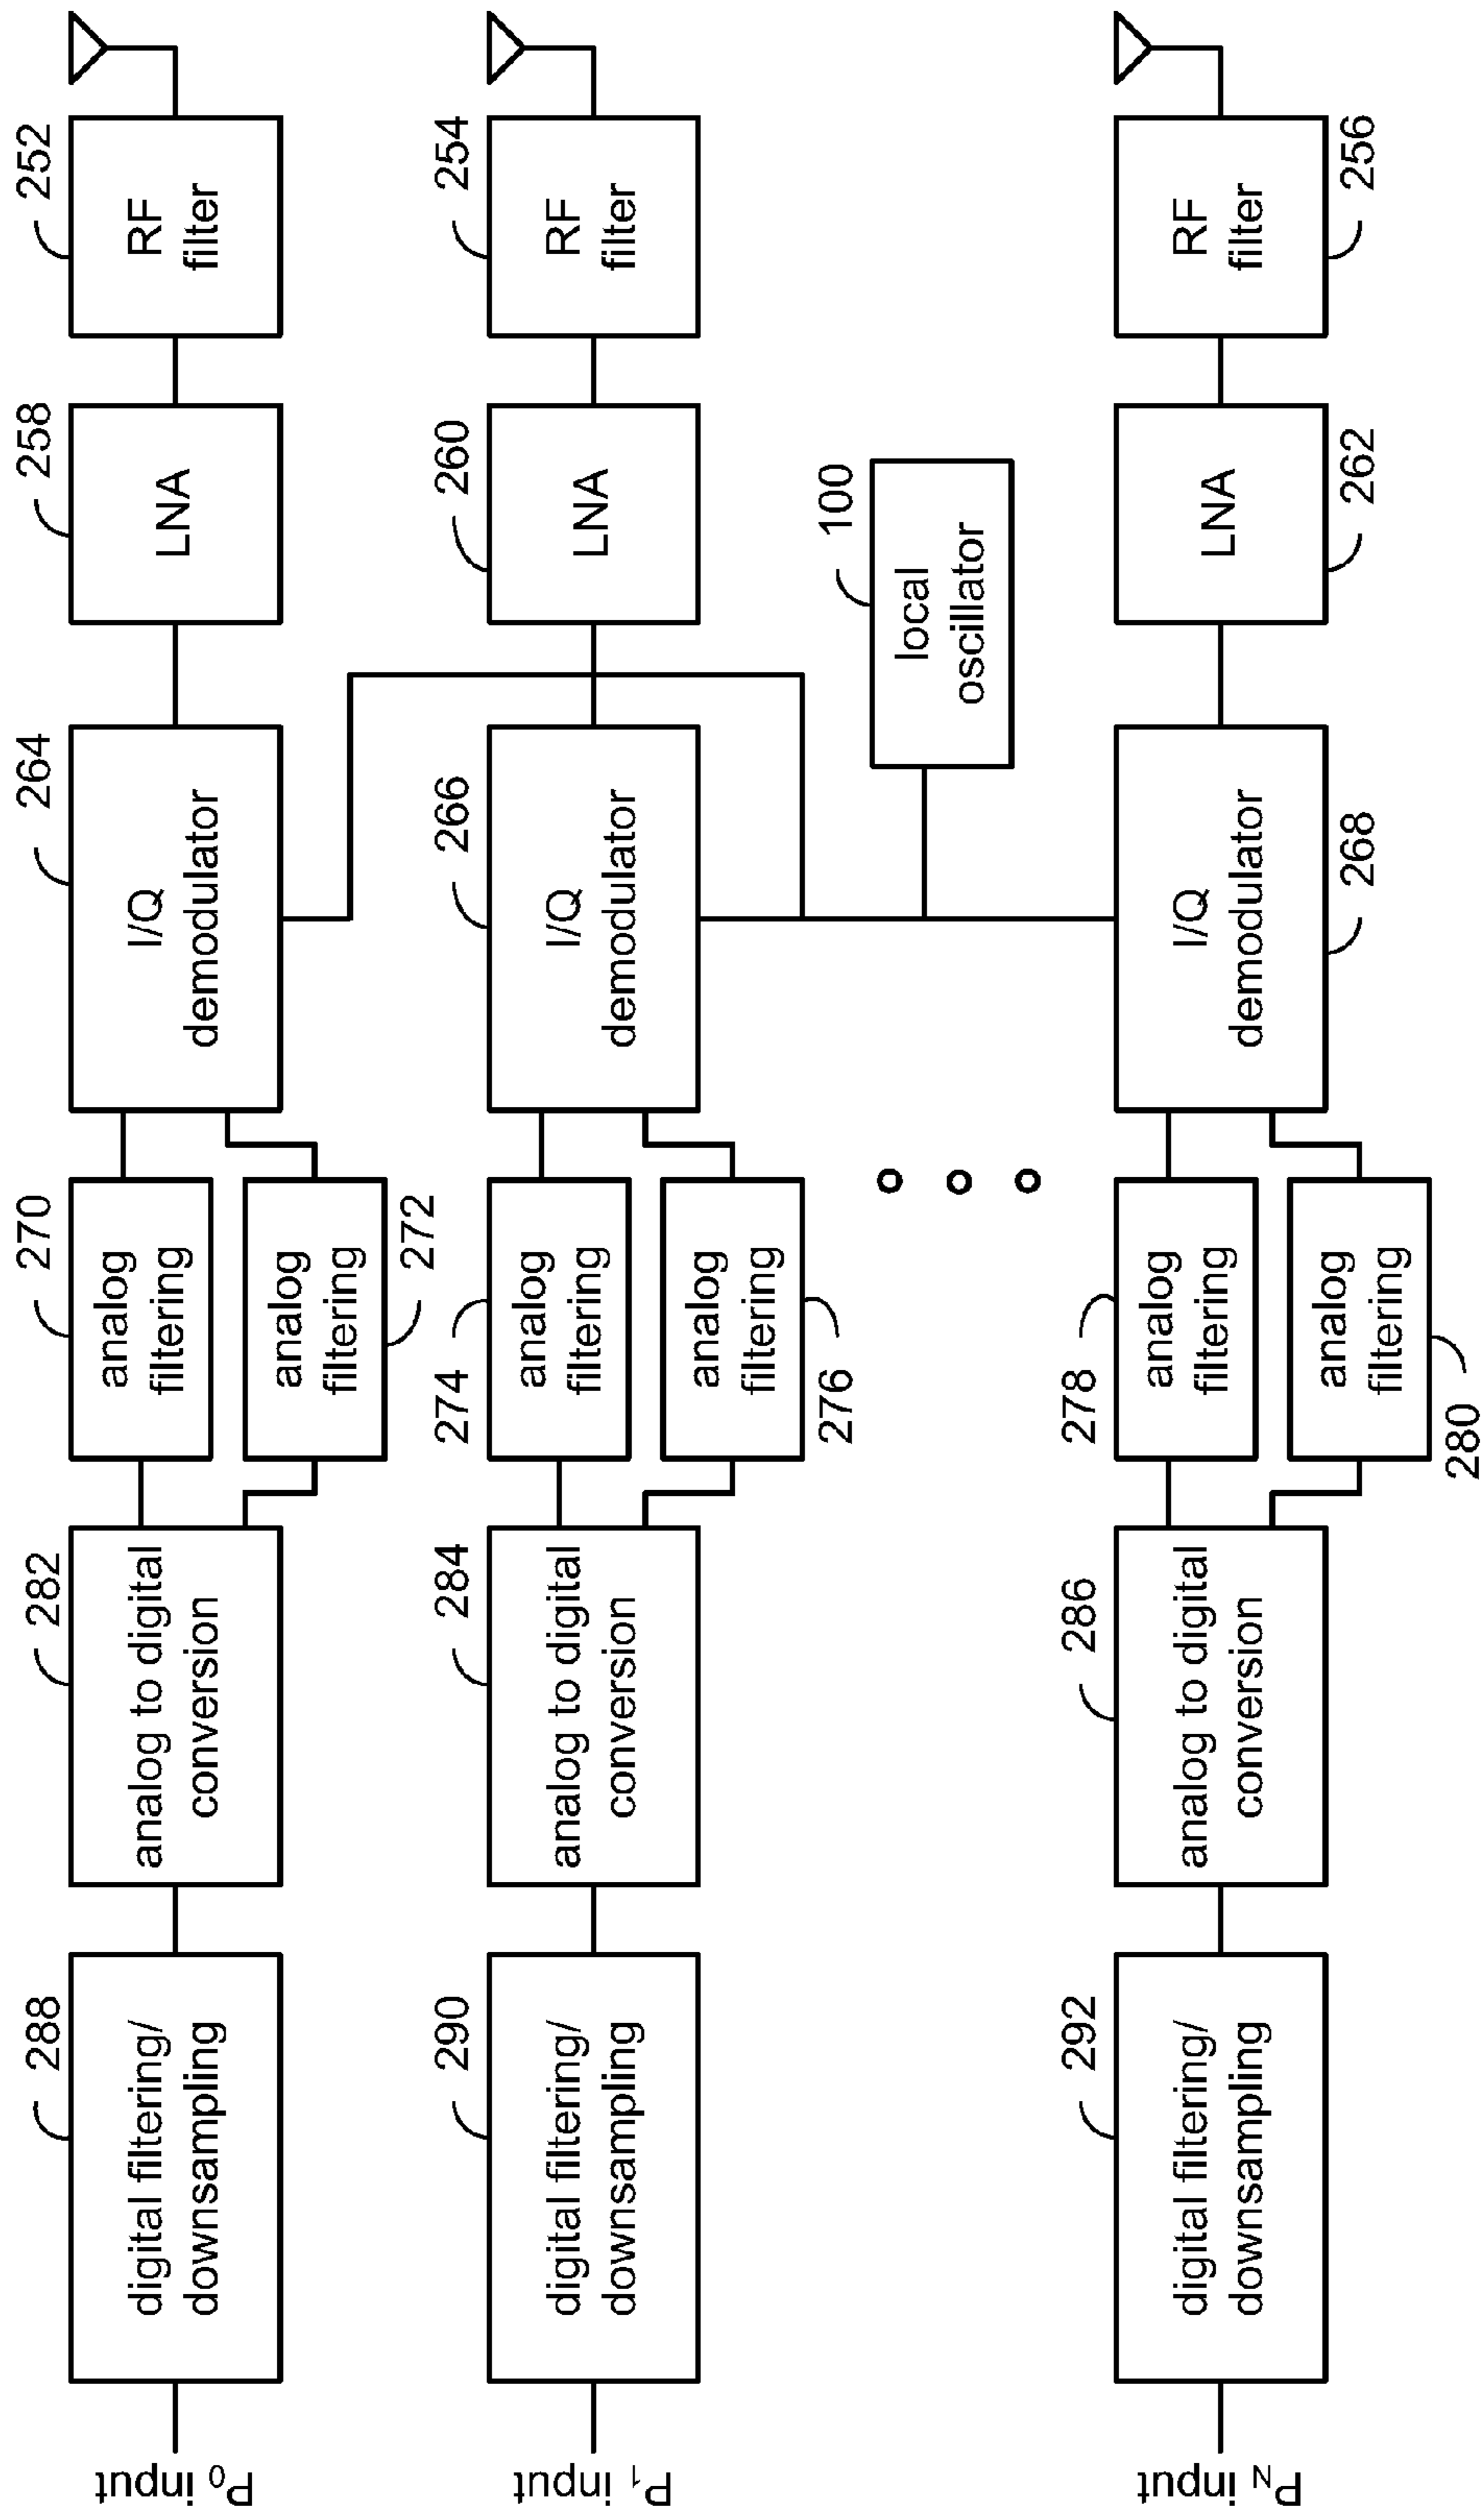 252
RF
filter
258
LNA
264
I/Q
demodulator
270
analog
filtering
analog
filtering
272
282
analog to digital
conversion
288
digital filtering/
downsampling
P0 input
254
RF
filter
260
LNA
266
I/Q
demodulator
274
analog
filtering
analog
filtering
276
284
analog to digital
conversion
290
digital filtering/
downsampling
P1 input
100
local
oscillator
RF
filter
256
LNA
262
I/Q
demodulator
268
278
analog
filtering
analog
filtering
280
286
analog to digital
conversion
292
digital filtering/
downsampling
PN input